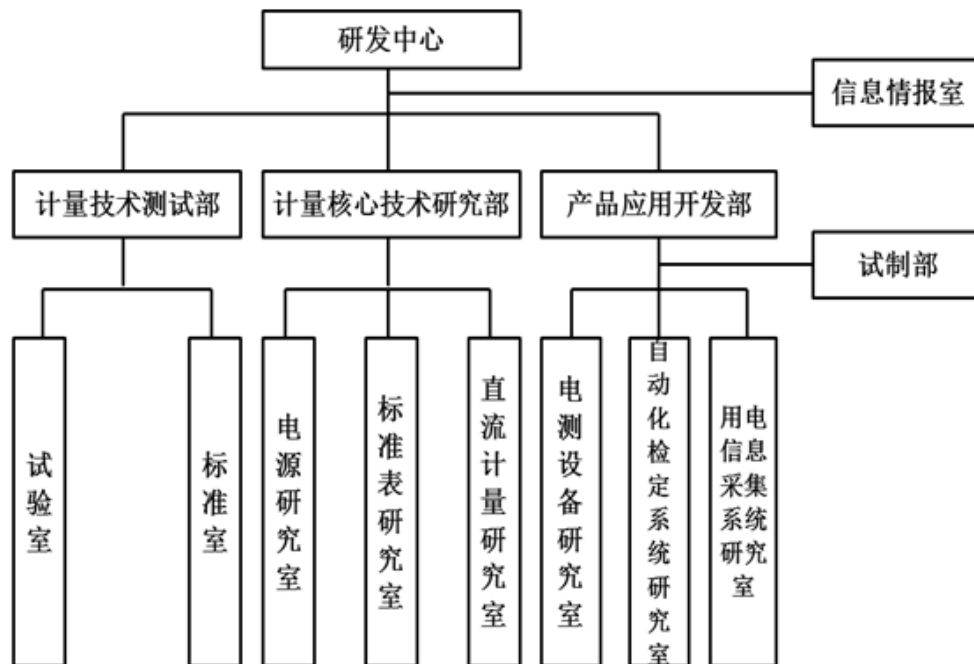 研发中心
信息情报室
计量技术测试部
计量核心技术研究部
产品应用开发部
试制部
试验室
标准室
电源研究室
标准表研究室
直流计量研究室
电测设备研究室
自动化检定系统研究室
用电
信息
采集
系统
研究
室